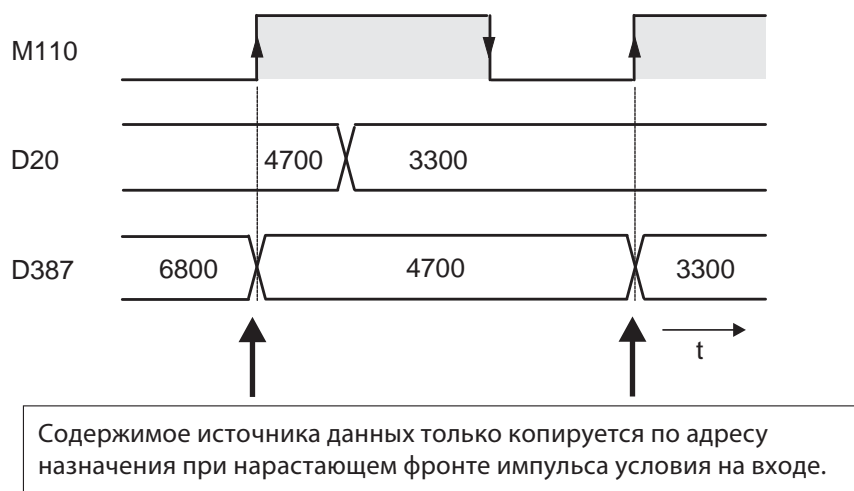 M110
D20
4700
3300
D387
6800
4700
3300
t
Содержимое источника данных только копируется по адресу
назначения при нарастающем фронте импульса условия на входе.